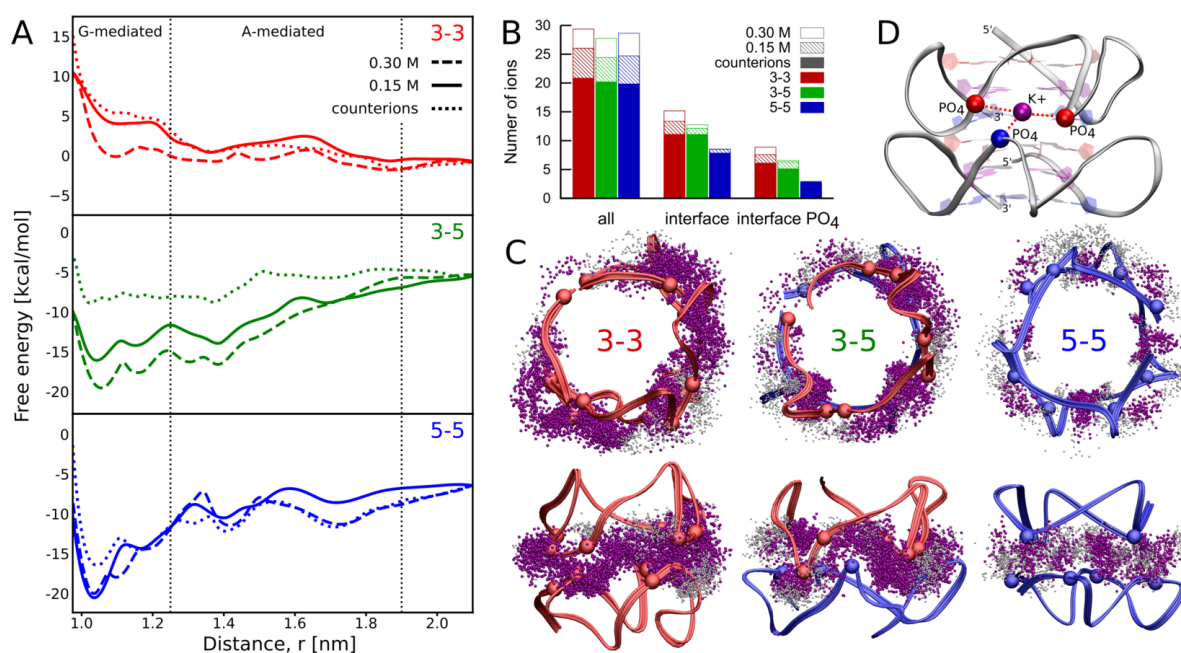 A
G-mediated
A-mediated
3-3
0.30 M
0.15 M
counterions
15
10
5
0
−5
3-5
0
−5
−10
−15
−20
5-5
0
−5
−10
−15
−20
Free energy [kcal/mol]
1.0 1.2 1.4 1.6 1.8 2.0
Distance, r [nm]
B
30
25
20
15
10
5
0
Numer of ions
0.30 M
0.15 M
counterions
3-3
3-5
5-5
all interface interface PO4
D
5'
PO4
K+
3'
PO4
PO4
5'
3'
C
3-3
3-5
5-5